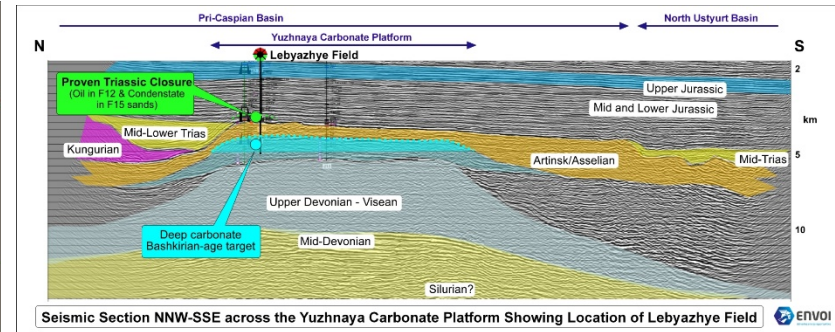 Pri-Caspian Basin
North Ustyurt Basin
Yuzhnaya Carbonate Platform
N
Lebyazhye Field
S
2
Proven Triassic Closure
(Oil in F12 & Condenstate
in F15 sands)
Upper Jurassic
Mid and Lower Jurassic
km
Mid-Lower Trias
Kungurian
5
Artinsk/Asselian
Mid-Trias
Upper Devonian - Visean
Deep carbonate
Bashkirian-age target
10
Mid-Devonian
Silurian?
Seismic Section NNW-SSE across the Yuzhnaya Carbonate Platform Showing Location of Lebyazhye Field
ENVOI